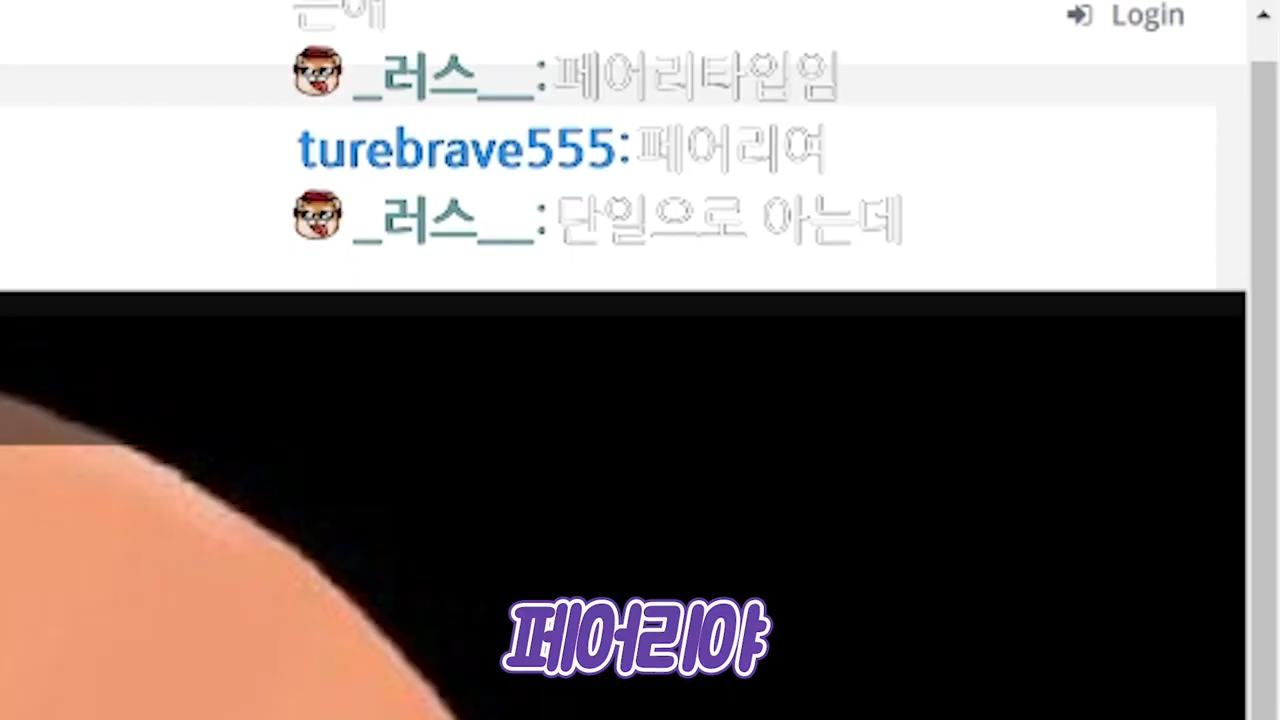 Login
_러스__: 페어리타입임
turebrave555: 페어리여
_러스__: 단일으로 아는데
페어리야